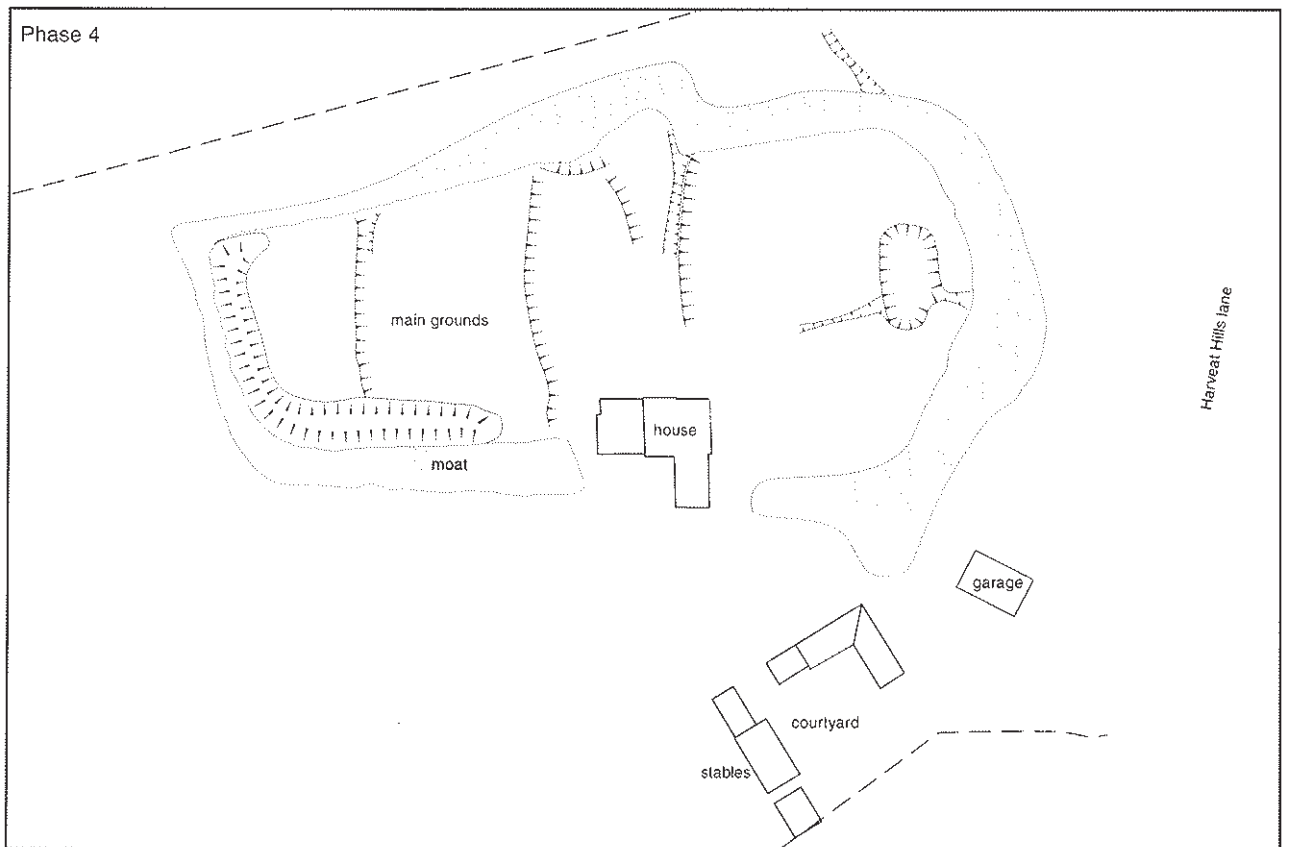 Phase 4
main grounds
house
moat
Harveat Hills lane
garage
courtyard
stables